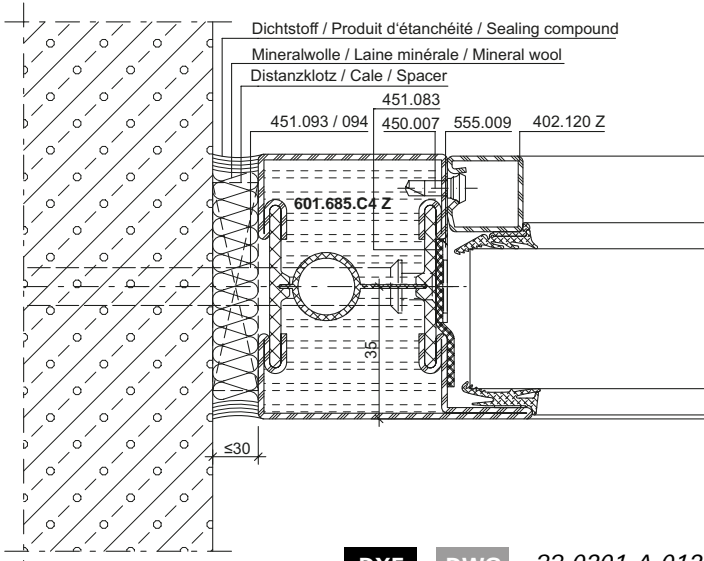 Dichtstoff / Produit d'étanchéité / Sealing compound
Mineralwolle / Laine minérale / Mineral wool
Distanzklotz / Cale / Spacer
451.083
451.093 / 094
450.007
555.009
402.120 Z
601.685.C4 Z
35
≤30
DXF
DWG